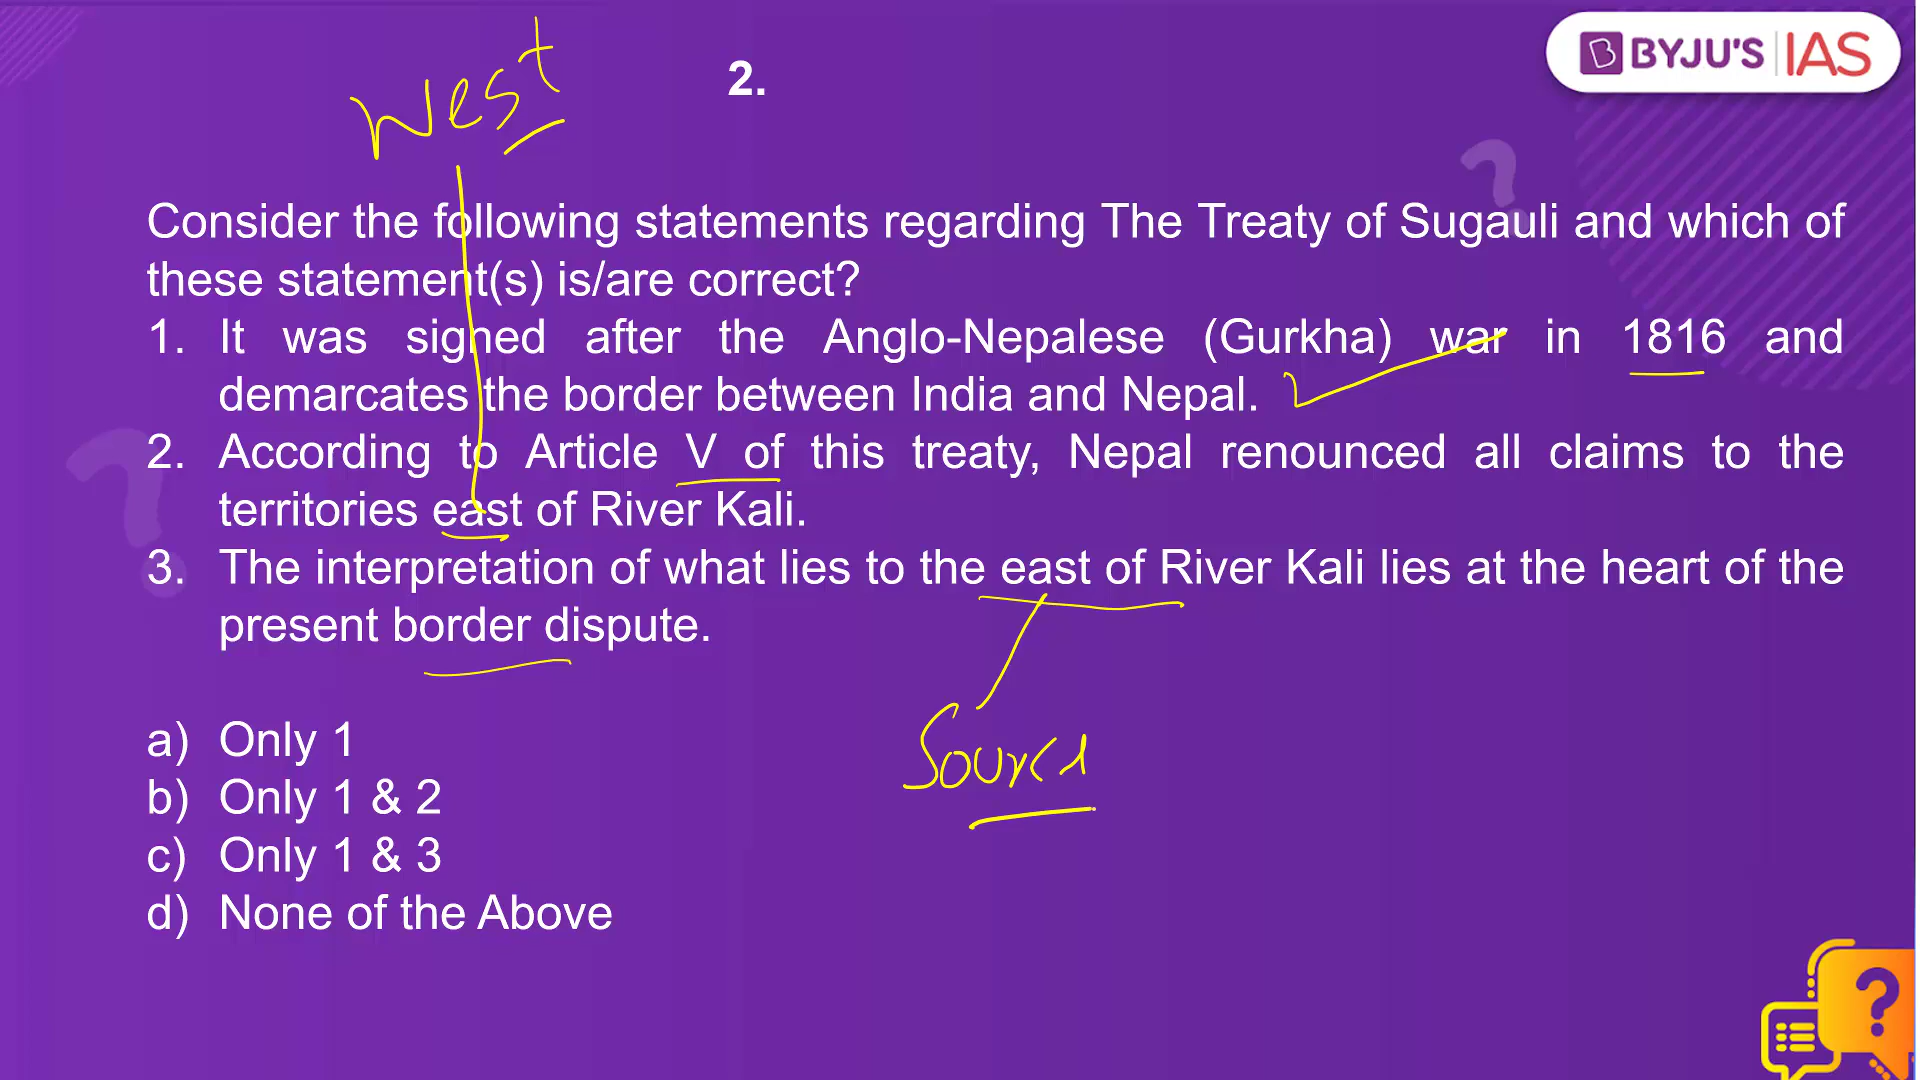 West
2.
BYJU'S IAS
Consider the following statements regarding The Treaty of Sugauli and which of
these statement(s) is/are correct?
1. It was signed after the Anglo-Nepalese (Gurkha) war in 1816 and
demarcates the border between India and Nepal.
2. According to Article V of this treaty, Nepal renounced all claims to the
territories east of River Kali.
3. The interpretation of what lies to the east of River Kali lies at the heart of the
present border dispute.
Source
a) Only 1
b) Only 1 & 2
c) Only 1 & 3
d) None of the Above